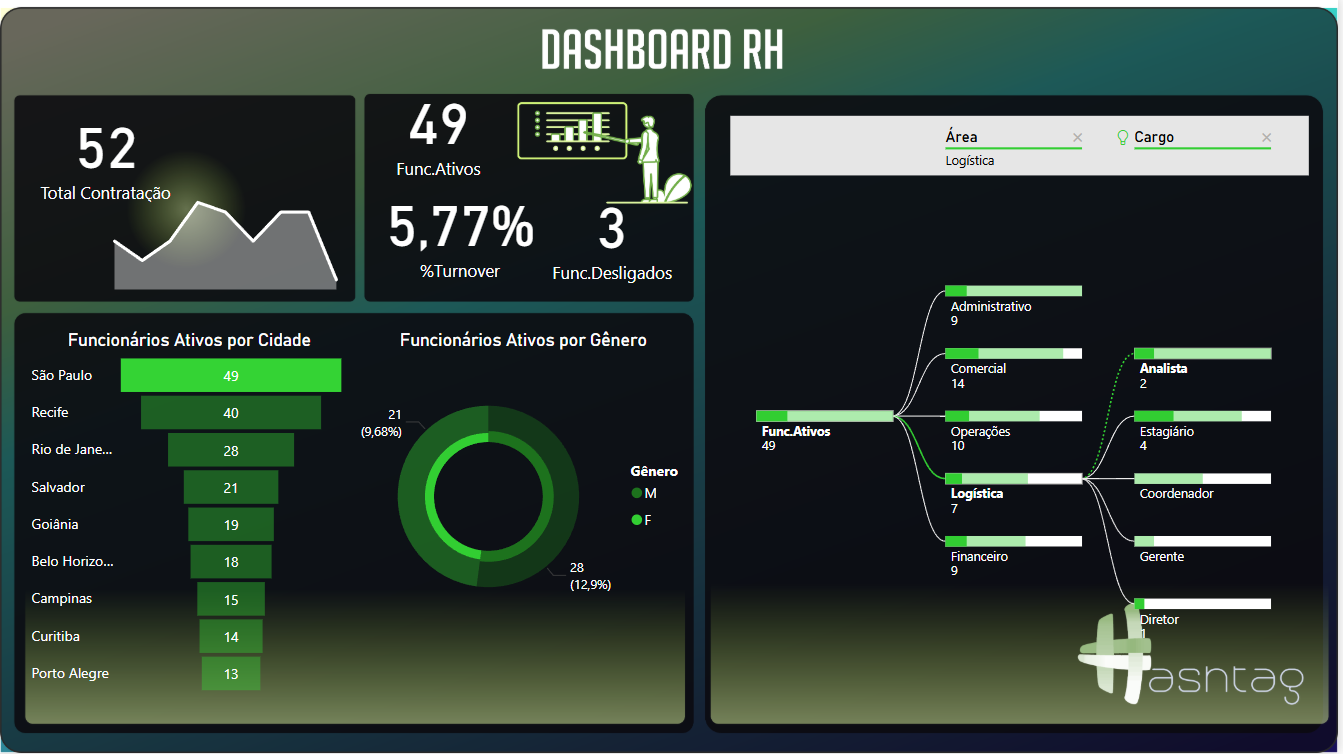 DASHBOARD RH
52
Total Contratação
49
Func.Ativos
5,77%
%Turnover
3
Func.Desligados
Funcionários Ativos por Cidade
São Paulo 49
Recife 40
Rio de Jane... 28
Salvador 21
Goiânia 19
Belo Horizo... 18
Campinas 15
Curitiba 14
Porto Alegre 13
Funcionários Ativos por Gênero
21
(9,68%)
28
(12,9%)
Gênero
M
F
Área
Logística
Cargo
Func.Ativos
49
Administrativo
9
Comercial
14
Operações
10
Logística
7
Financeiro
9
Analista
2
Estagiário
4
Coordenador
Gerente
Diretor
1
Hashtag